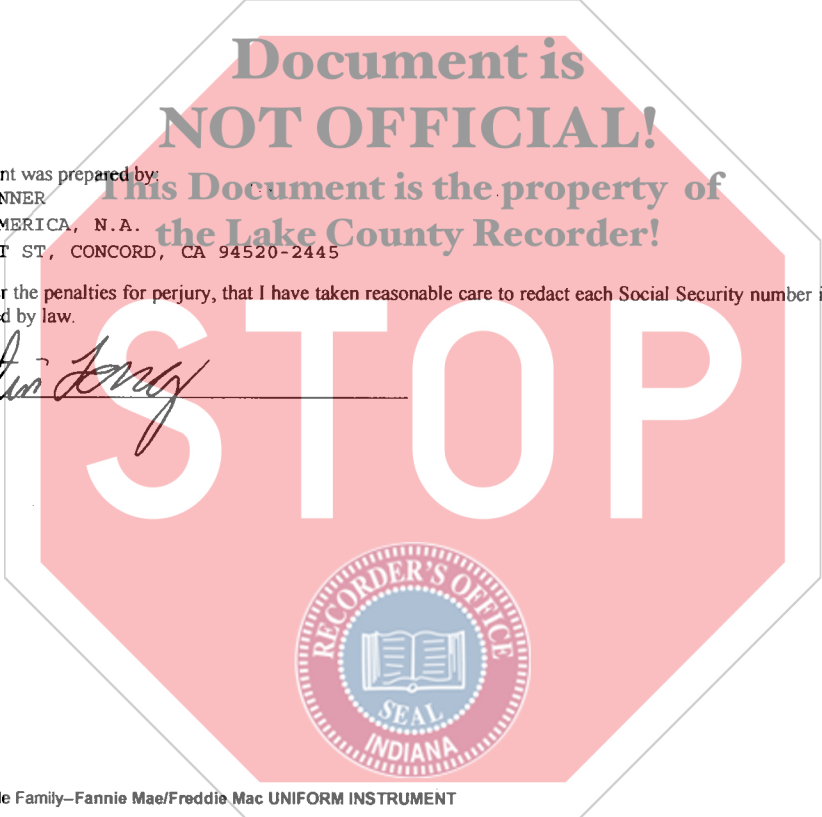 Document is
NOT OFFICIAL!
nt was prepared by:
This Document is the property of
NNER
MERICA, N.A.
the Lake County Recorder!
T ST, CONCORD, CA 94520-2445
r the penalties for perjury, that I have taken reasonable care to redact each Social Security number i
d by law.
STOP
RECORDER'S OFFICE
SEAL
INDIANA
le Family–Fannie Mae/Freddie Mac UNIFORM INSTRUMENT